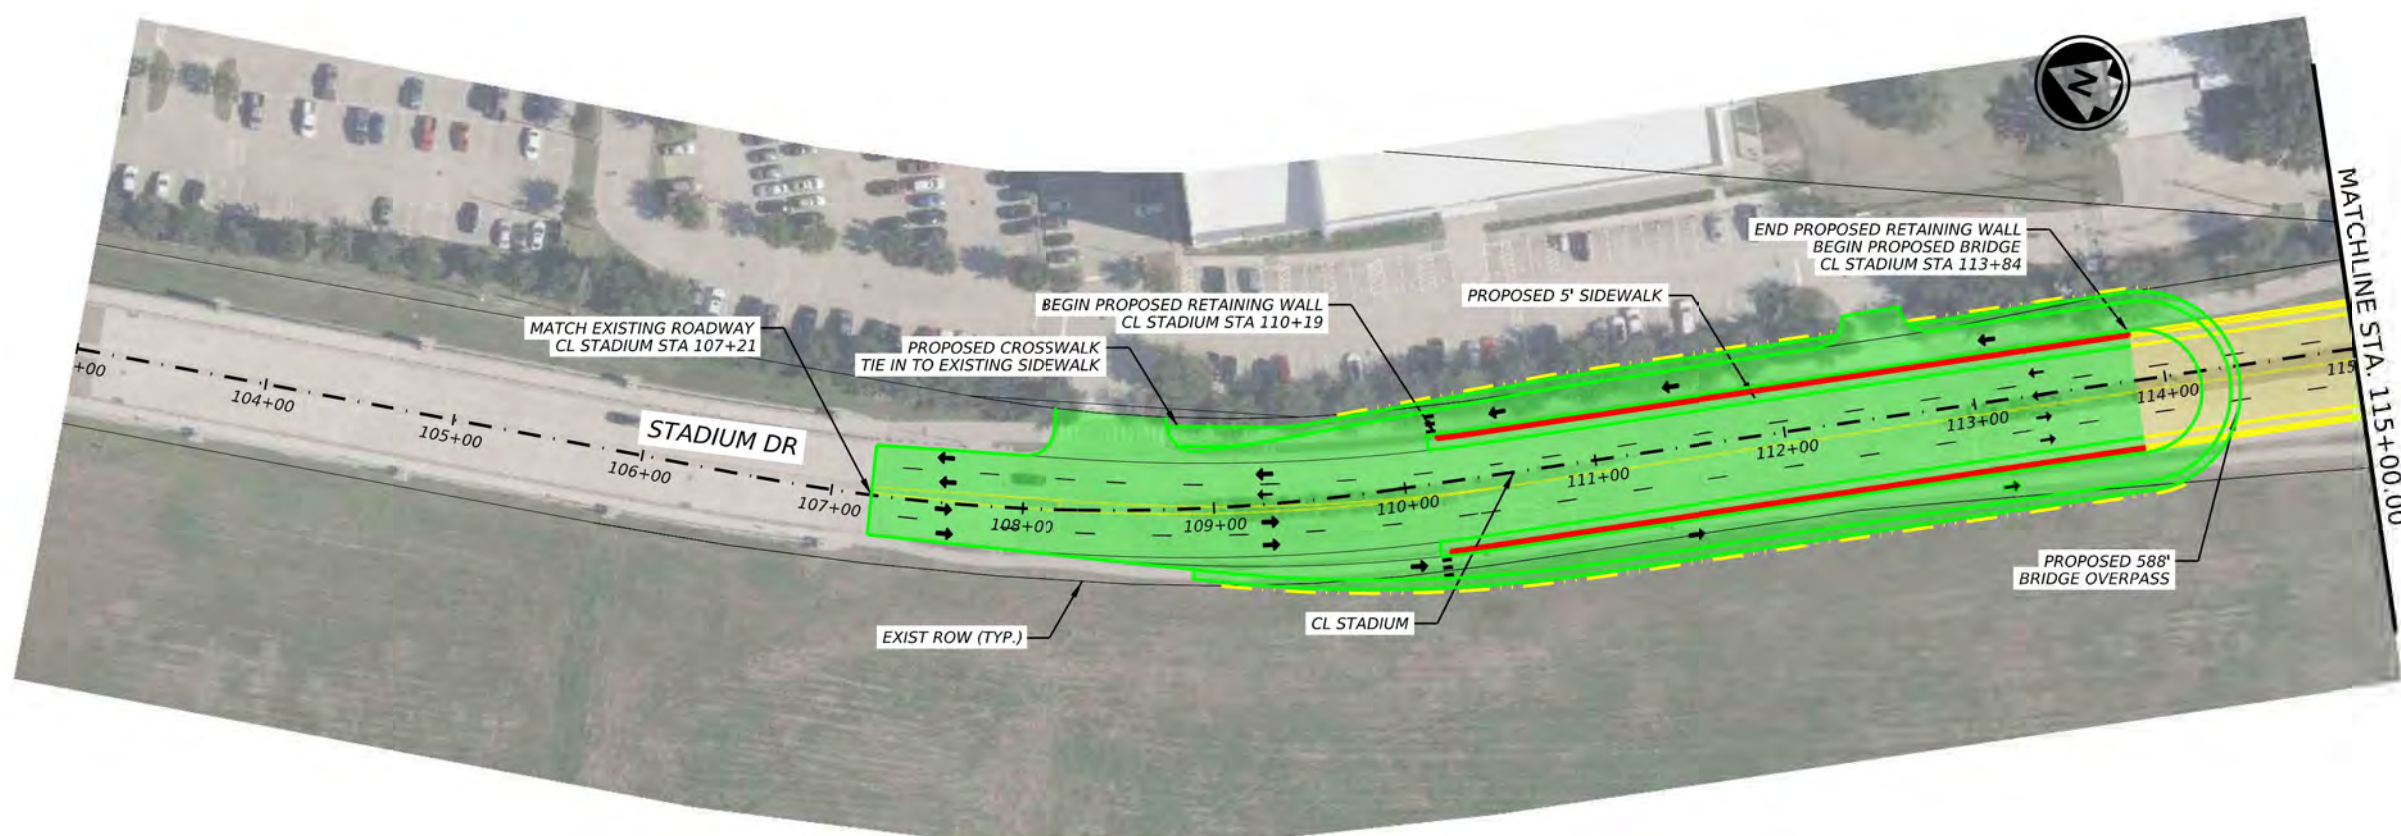 N
MATCHLINE STA. 115+00.00
END PROPOSED RETAINING WALL
BEGIN PROPOSED BRIDGE
CL STADIUM STA 113+84
PROPOSED 5' SIDEWALK
BEGIN PROPOSED RETAINING WALL
CL STADIUM STA 110+19
MATCH EXISTING ROADWAY
CL STADIUM STA 107+21
PROPOSED CROSSWALK
TIE IN TO EXISTING SIDEWALK
STADIUM DR
+00
104+00
105+00
106+00
107+00
108+00
109+00
110+00
111+00
112+00
113+00
114+00
115
PROPOSED 588'
BRIDGE OVERPASS
CL STADIUM
EXIST ROW (TYP.)